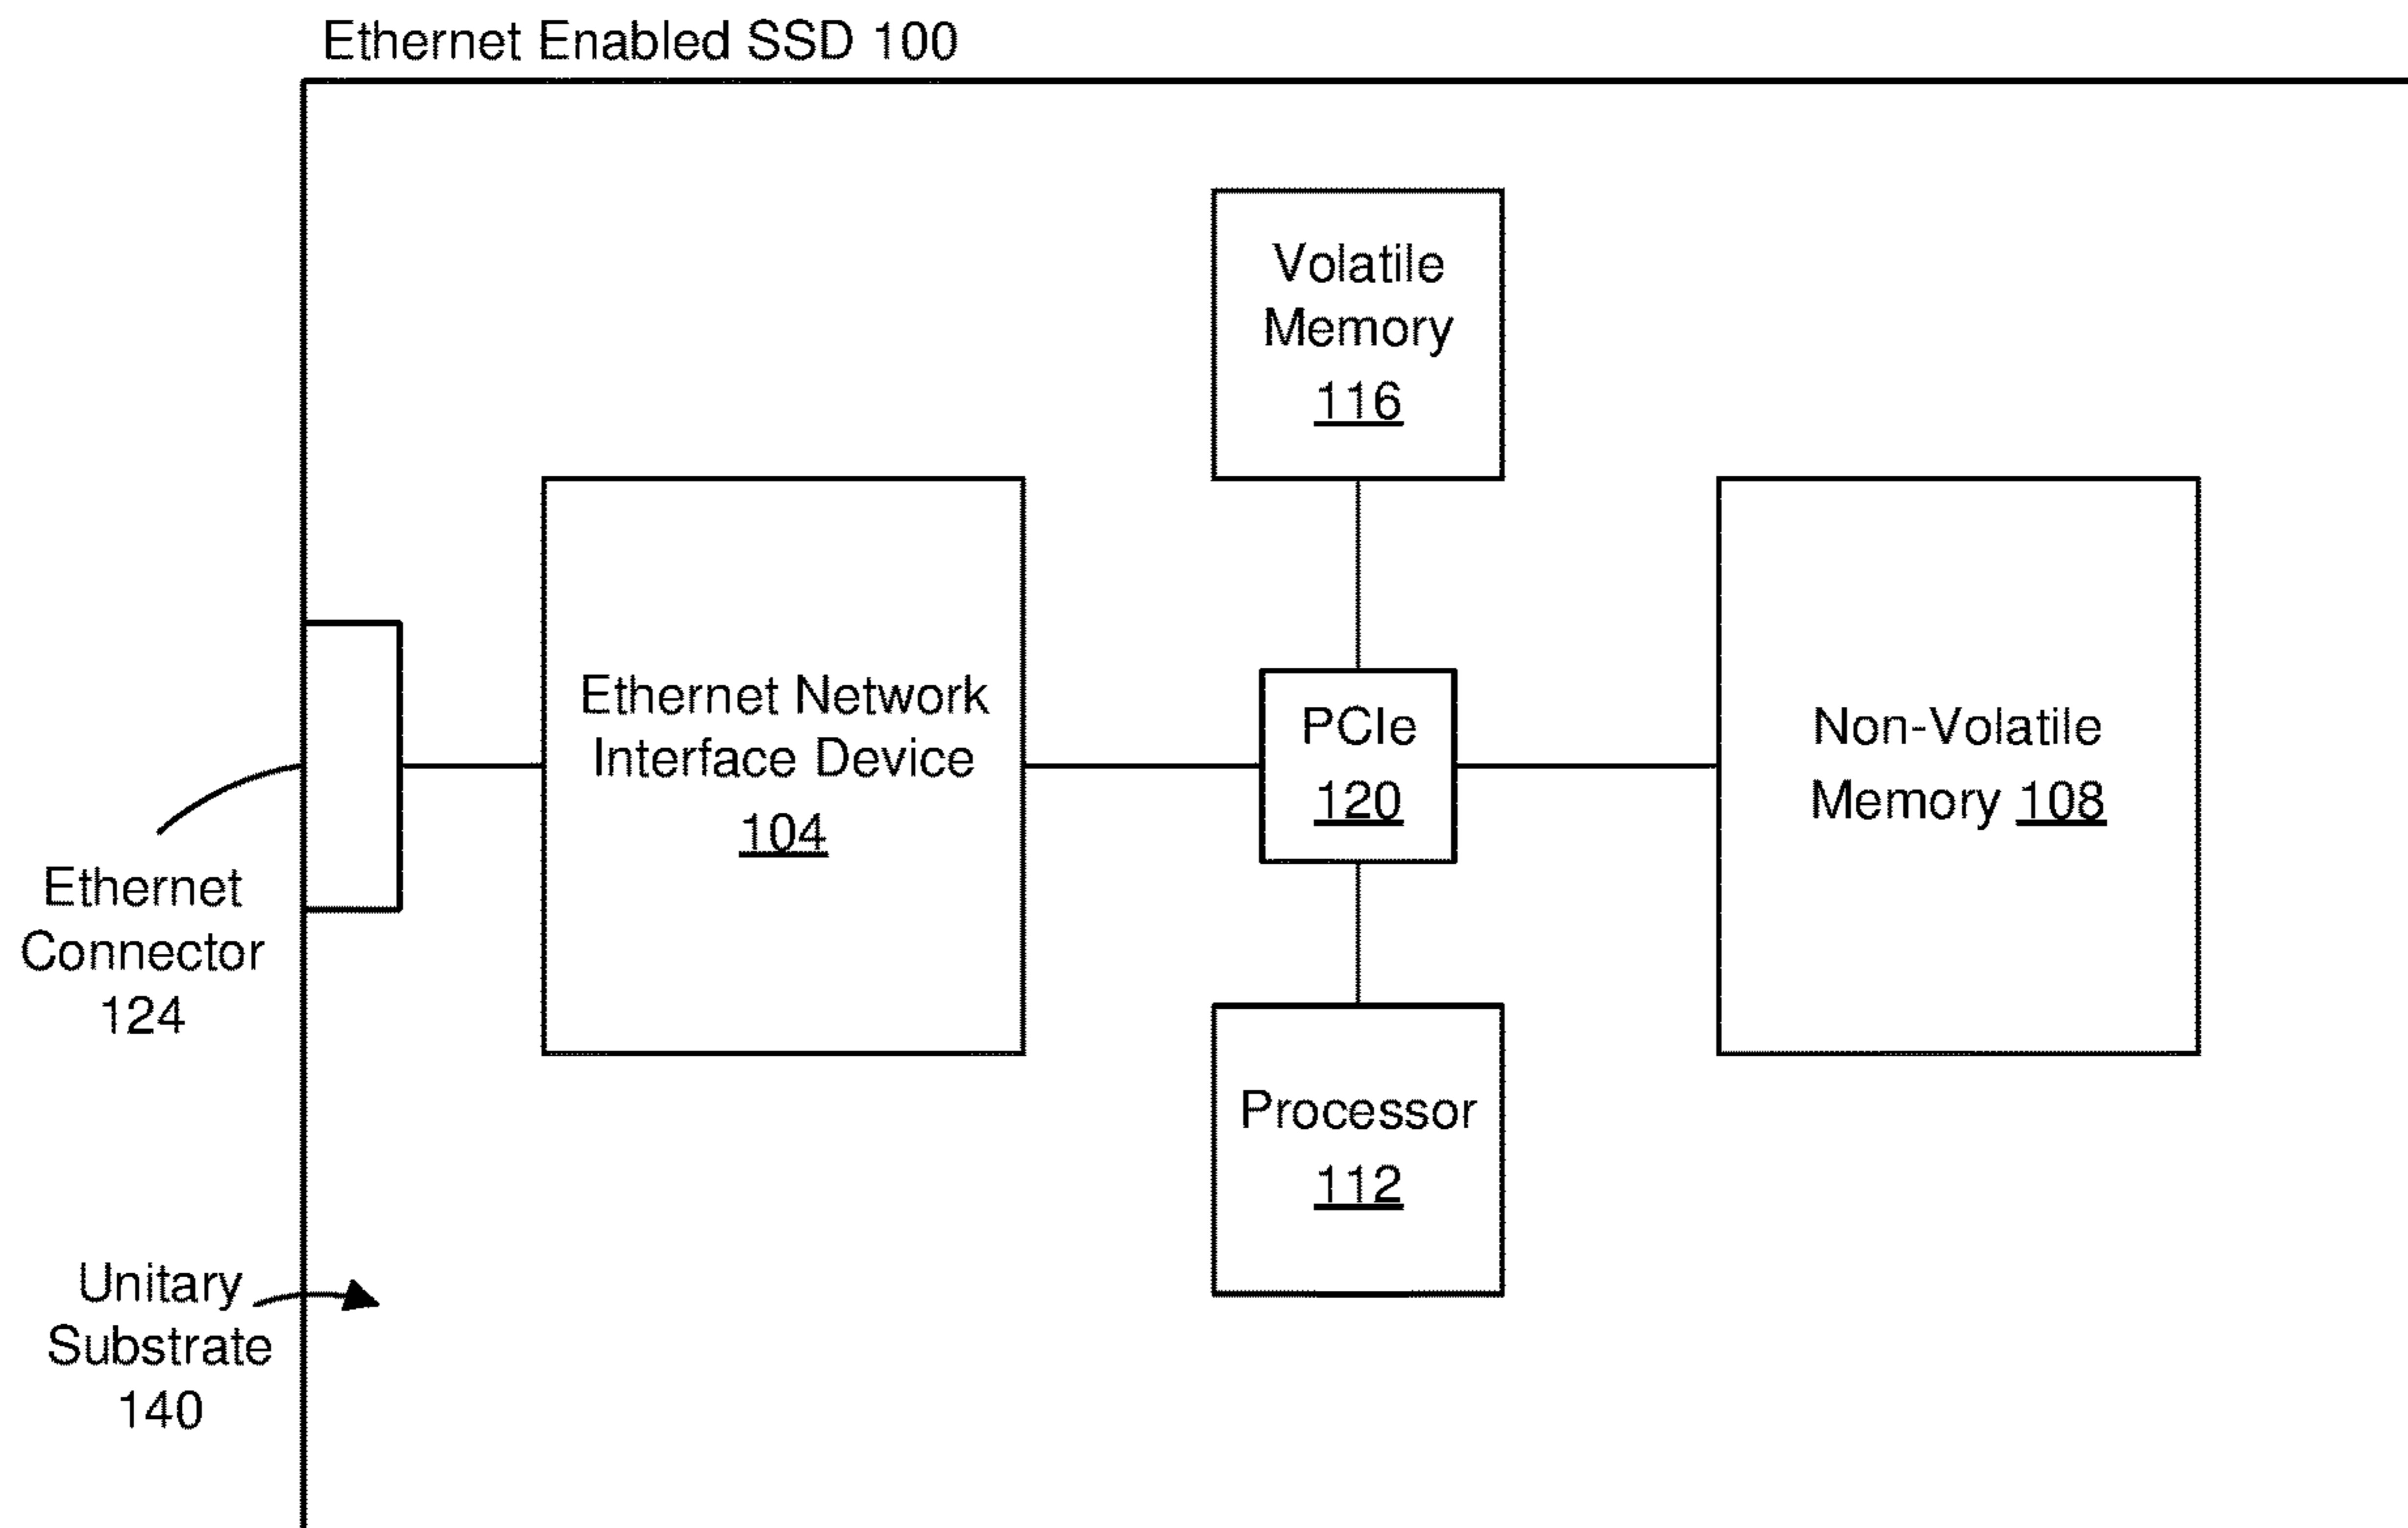 Ethernet Enabled SSD 100
Volatile
Memory
116
Ethernet Network
Interface Device
104
PCIe
120
Non-Volatile
Memory 108
Ethernet
Connector
124
Processor
112
Unitary
Substrate
140